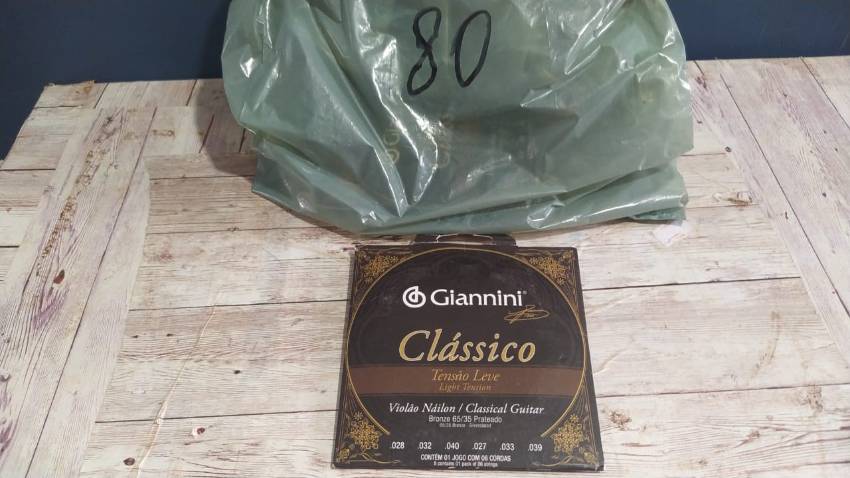 80
Giannini
Clássico
Tensão Leve
Light Tension
Violão Náilon / Classical Guitar
Bronze 65/35 Prateado
.028 .032 .040 .027 .033 .039
CONTÉM 01 JOGO COM 06 CORDAS